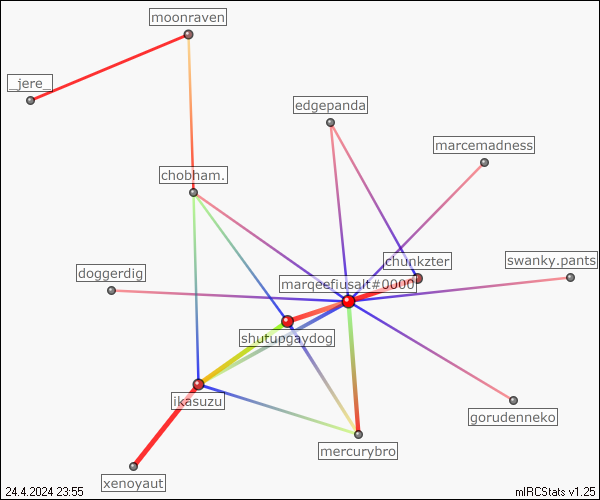 moonraven
_jere_
edgepanda
marcemadness
chobham.
chunkzter
swanky.pants
doggerdig
marqeefiusalt#0000
shutupgaydog
ikasuzu
gorudenneko
mercurybro
xenoyaut
24.4.2024 23:55
mIRCStats v1.25